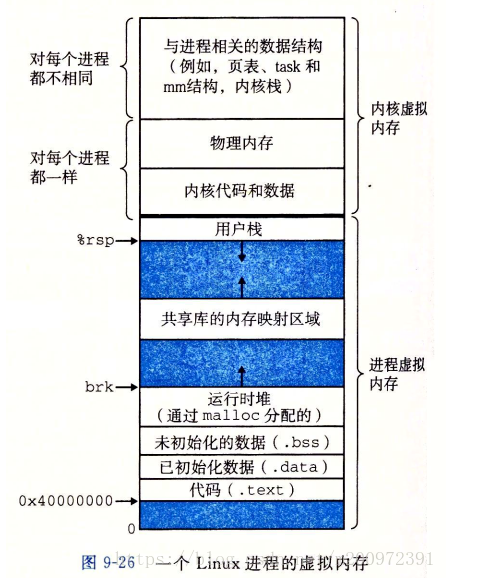 与进程相关的数据结构
（例如，页表、task 和
mm结构，内核栈）
对每个进程
都不相同
物理内存
内核代码和数据
对每个进程
都一样
内核虚拟
内存
用户栈
%rsp
共享库的内存映射区域
进程虚拟
内存
brk
运行时堆
（通过 malloc 分配的）
未初始化的数据（.bss）
已初始化数据（.data）
代码（.text）
0x40000000
0
图 9-26 一个 Linux 进程的虚拟内存